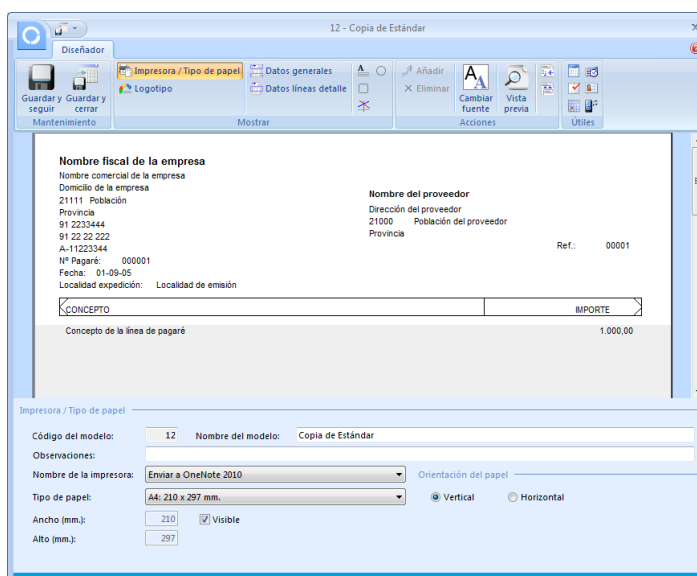 12 - Copia de Estándar
Diseñador
Guardar y seguir
Guardar y cerrar
Mantenimiento
Impresora / Tipo de papel
Datos generales
Logotipo
Datos líneas detalle
Mostrar
Añadir
Eliminar
Cambiar fuente
Vista previa
Acciones
Útiles
Nombre fiscal de la empresa
Nombre comercial de la empresa
Domicilio de la empresa
21111 Población
Provincia
91 2233444
91 22 22 222
A-11223344
Nº Pagaré: 000001
Fecha: 01-09-05
Localidad expedición: Localidad de emisión
Nombre del proveedor
Dirección del proveedor
21000 Población del proveedor
Provincia
Ref.: 00001
CONCEPTO IMPORTE
Concepto de la línea de pagaré 1.000,00
Impresora / Tipo de papel
Código del modelo: 12 Nombre del modelo: Copia de Estándar
Observaciones:
Nombre de la impresora: Enviar a OneNote 2010
Orientación del papel
Tipo de papel: A4: 210 x 297 mm.
Vertical Horizontal
Ancho (mm.): 210 Visible
Alto (mm.): 297